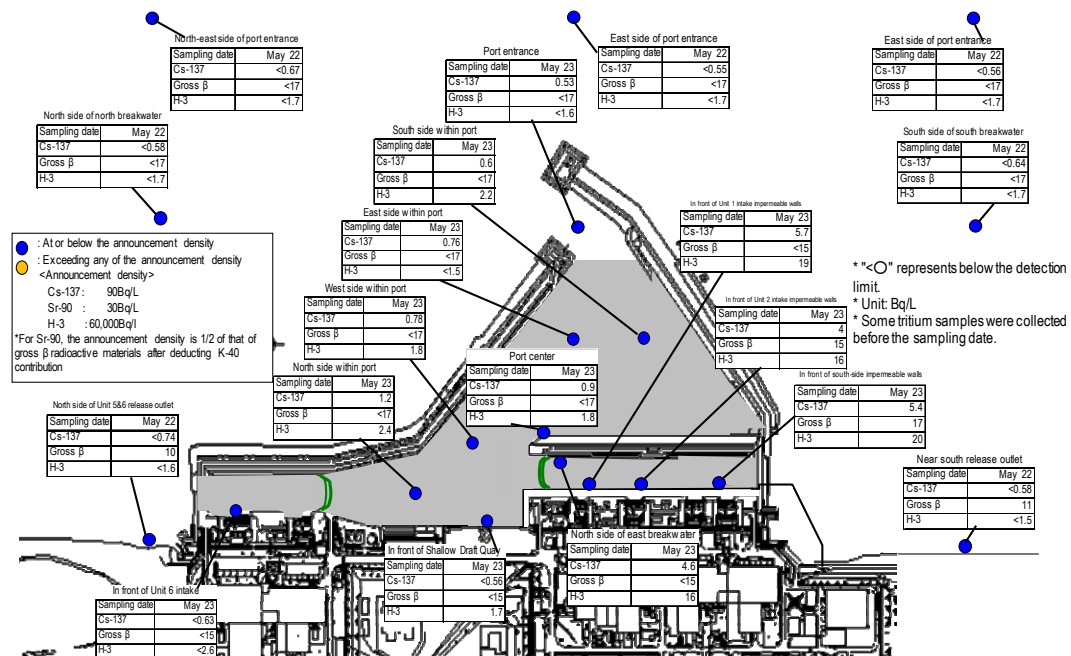 North-east side of port entrance
Sampling date May 22
Cs-137 <0.67
Gross β <17
H-3 <1.7
Port entrance
Sampling date May 23
Cs-137 0.53
Gross β <17
H-3 <1.6
East side of port entrance
Sampling date May 22
Cs-137 <0.55
Gross β <17
H-3 <1.7
East side of port entrance
Sampling date May 22
Cs-137 <0.56
Gross β <17
H-3 <1.7
North side of north breakwater
Sampling date May 22
Cs-137 <0.58
Gross β <17
H-3 <1.7
South side within port
Sampling date May 23
Cs-137 0.6
Gross β <17
H-3 2.2
South side of south breakwater
Sampling date May 22
Cs-137 <0.64
Gross β <17
H-3 <1.7
East side within port
Sampling date May 23
Cs-137 0.76
Gross β <17
H-3 <1.5
In front of Unit 1 intake impermeable walls
Sampling date May 23
Cs-137 5.7
Gross β <15
H-3 19
: At or below the announcement density
: Exceeding any of the announcement density
<Announcement density>
Cs-137 : 90Bq/L
Sr-90 : 30Bq/L
H-3 : 60,000Bq/l
*For Sr-90, the announcement density is 1/2 of that of
gross β radioactive materials after deducting K-40
contribution
* "<○" represents below the detection
limit.
* Unit: Bq/L
* Some tritium samples were collected
before the sampling date.
West side within port
Sampling date May 23
Cs-137 0.78
Gross β <17
H-3 1.8
In front of Unit 2 intake impermeable walls
Sampling date May 23
Cs-137 4
Gross β 15
H-3 16
North side within port
Sampling date May 23
Cs-137 1.2
Gross β <17
H-3 2.4
Port center
Sampling date May 23
Cs-137 0.9
Gross β <17
H-3 1.8
In front of south-side impermeable walls
Sampling date May 23
Cs-137 5.4
Gross β 17
H-3 20
North side of Unit 5&6 release outlet
Sampling date May 22
Cs-137 <0.74
Gross β 10
H-3 <1.6
Near south release outlet
Sampling date May 22
Cs-137 <0.58
Gross β 11
H-3 <1.5
In front of Shallow Draft Quay
Sampling date May 23
Cs-137 <0.56
Gross β <15
H-3 1.7
North side of east breakwater
Sampling date May 23
Cs-137 4.6
Gross β <15
H-3 16
In front of Unit 6 intake
Sampling date May 23
Cs-137 <0.63
Gross β <15
H-3 <2.6